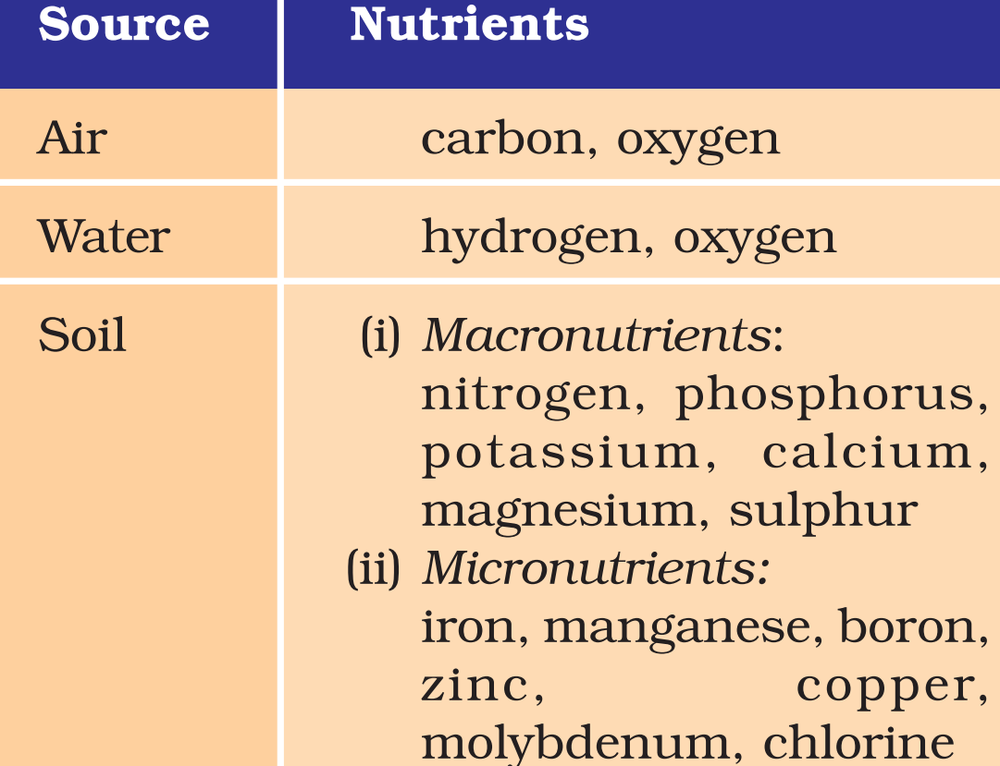 Source Nutrients
Air carbon, oxygen
Water hydrogen, oxygen
Soil (i) Macronutrients:
nitrogen, phosphorus,
potassium, calcium,
magnesium, sulphur
(ii) Micronutrients:
iron, manganese, boron,
zinc, copper,
molybdenum, chlorine